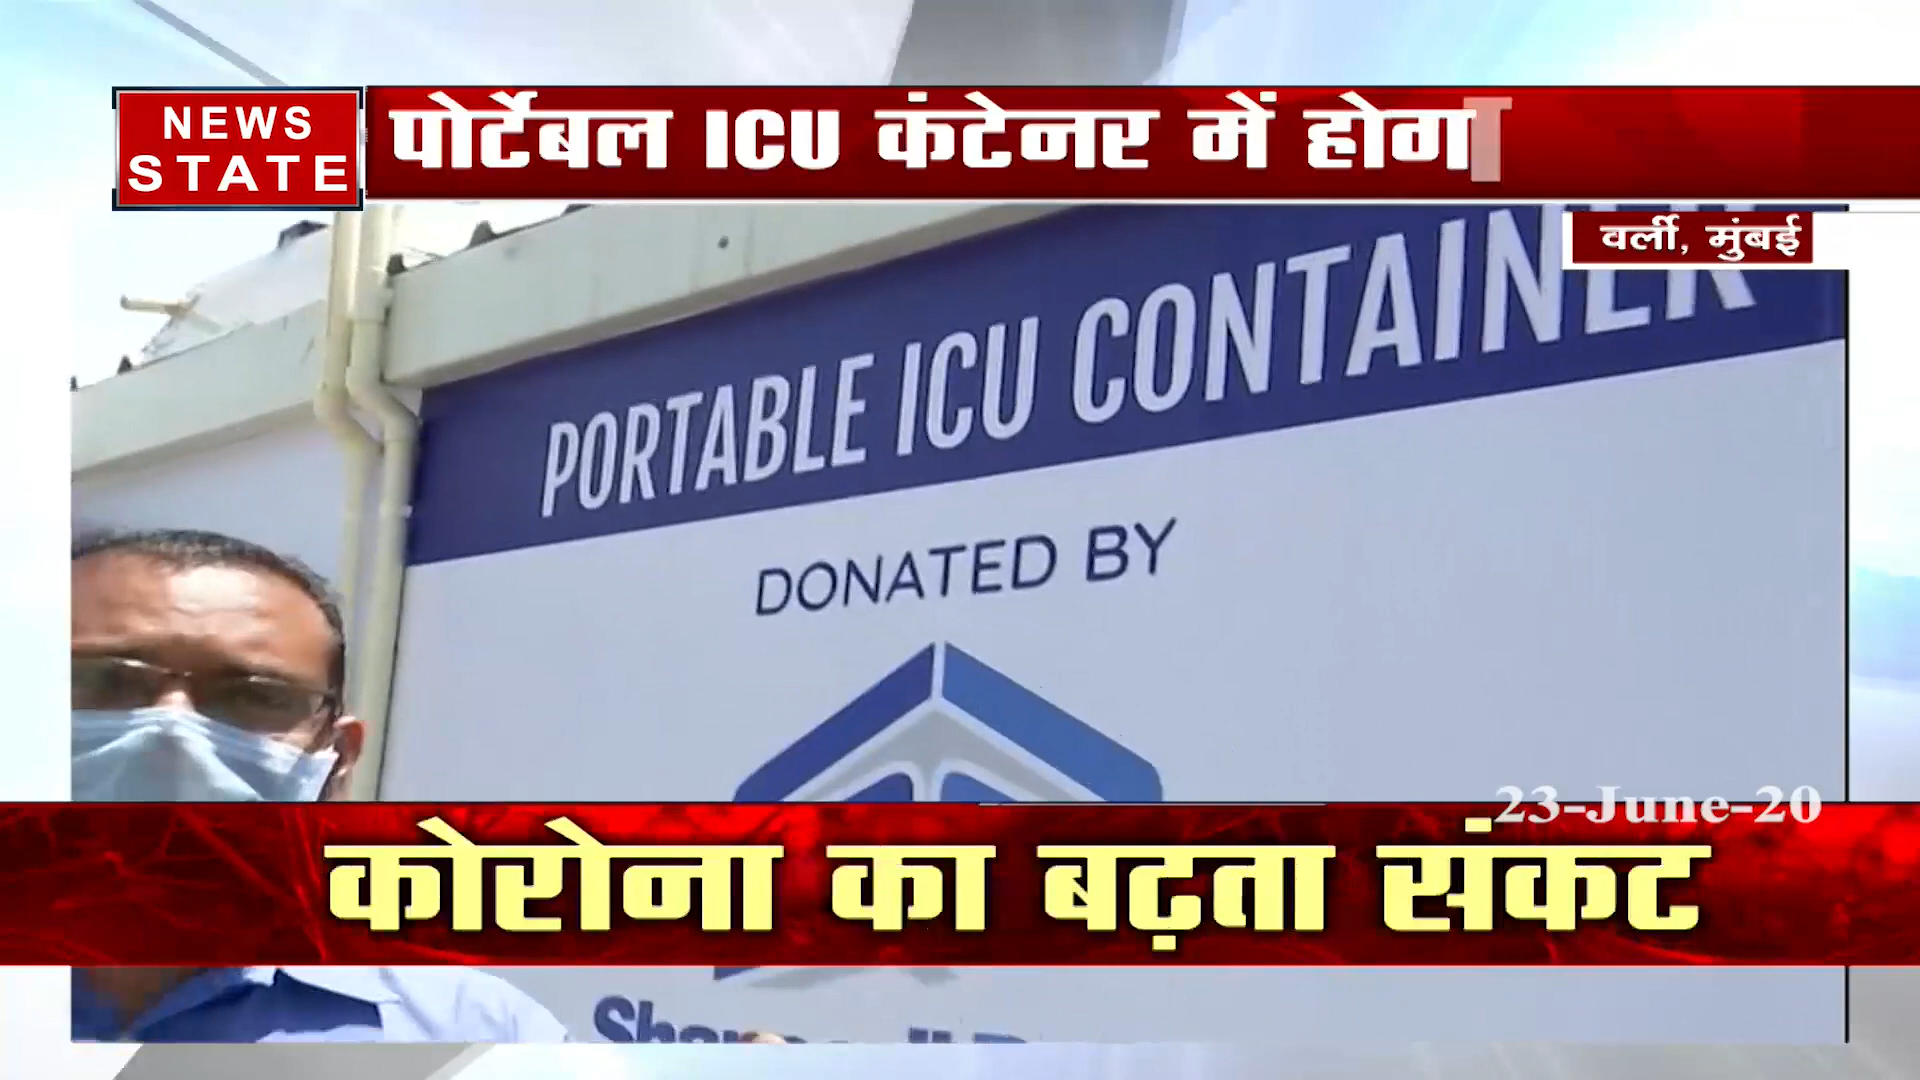 NEWS
STATE
पोर्टेबल ICU कंटेनर में होगा
वर्ली, मुंबई
PORTABLE ICU CONTAINER
DONATED BY
23-June-20
कोरोना का बढ़ता संकट